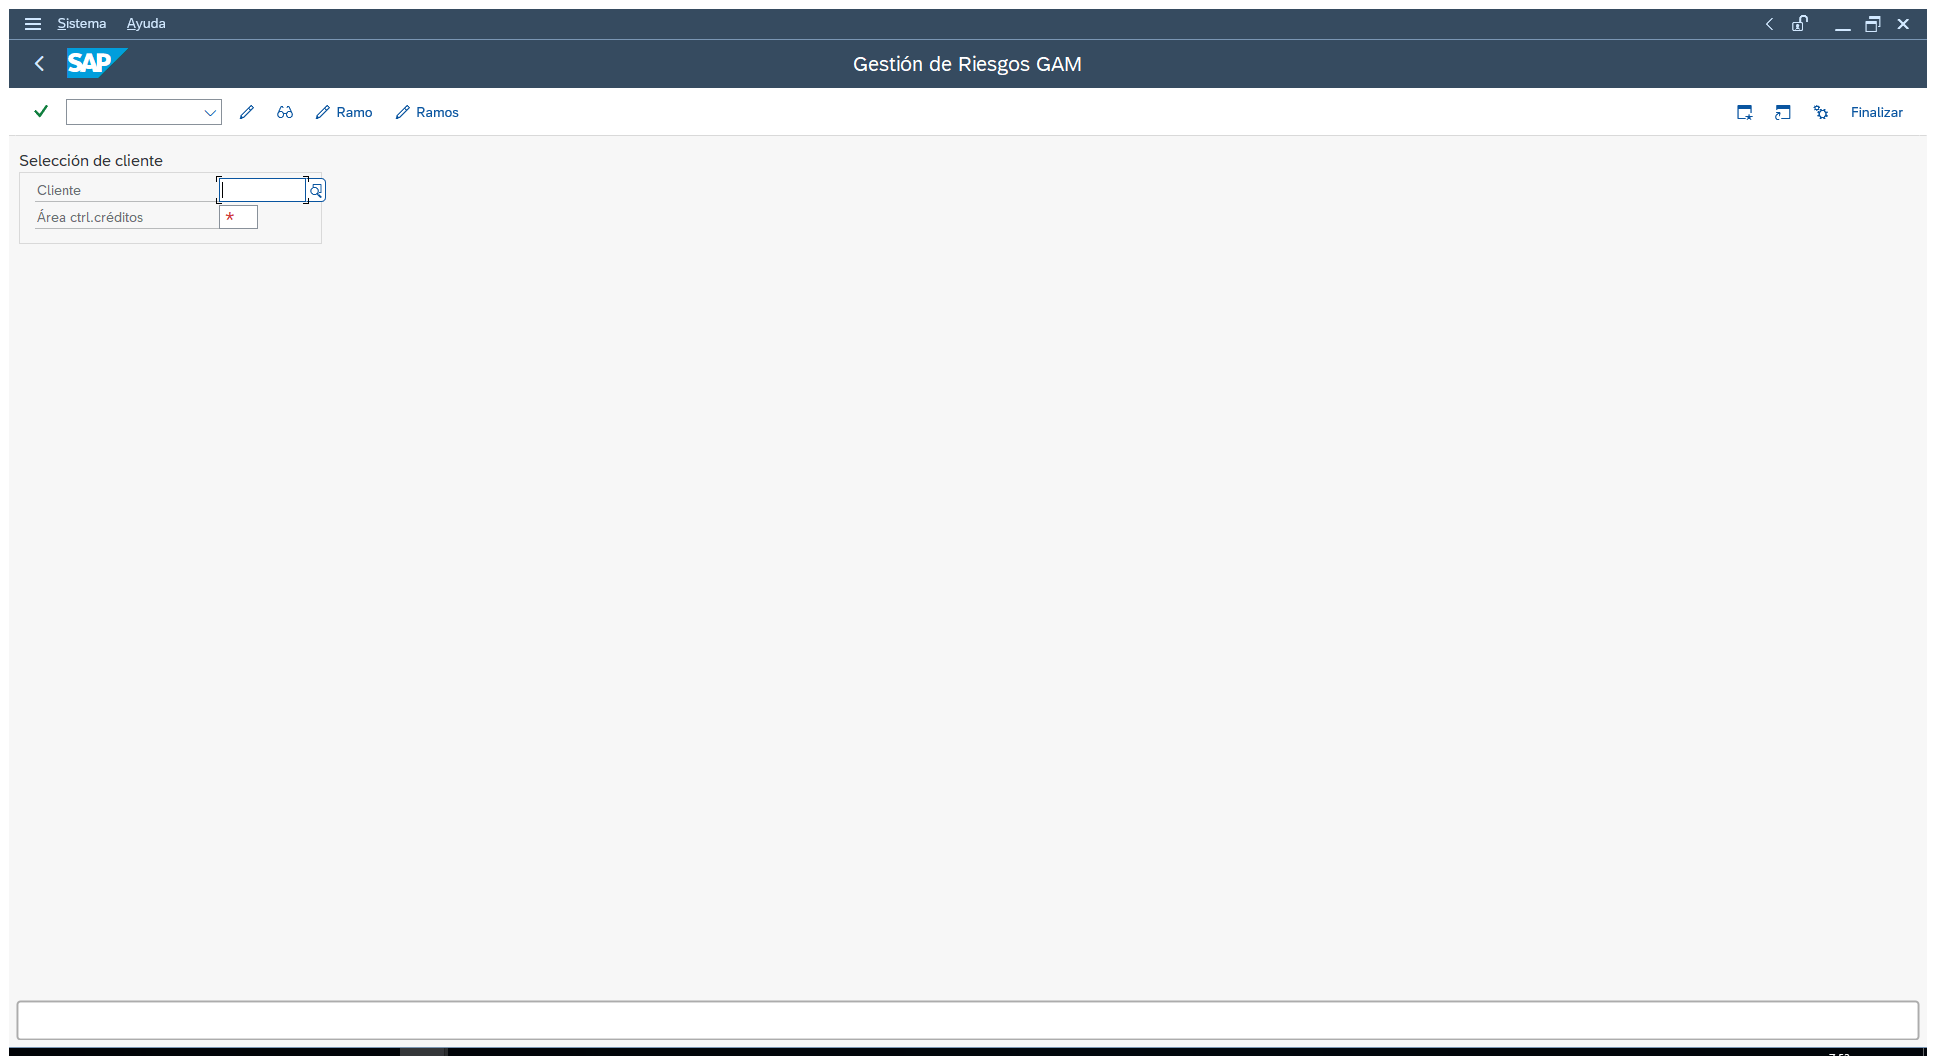 Sistema Ayuda
SAP Gestión de Riesgos GAM
Ramo Ramos Finalizar
Selección de cliente
Cliente
Área ctrl.créditos *